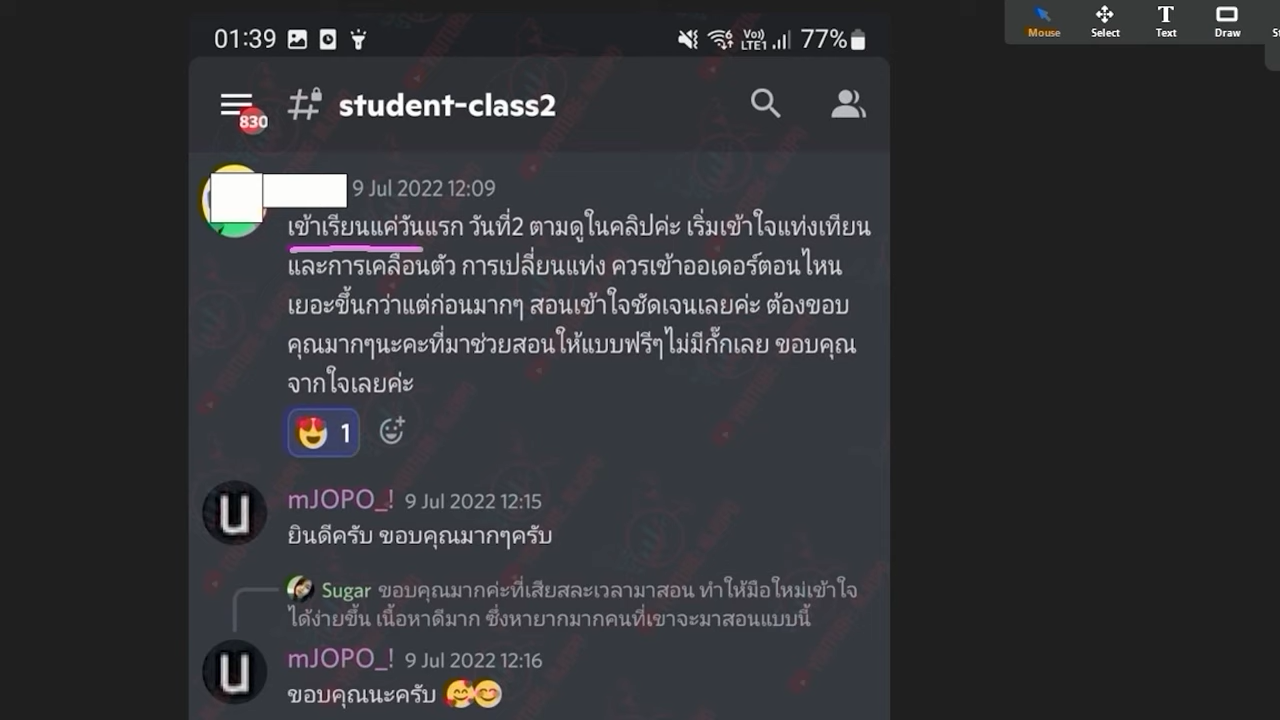 01:39
Vo))
LTE1
77%
Mouse
Select
T
Text
Draw
830
student-class2
9 Jul 2022 12:09
เข้าเรียนแค่วันแรก วันที่2 ตามดูในคลิปค่ะ เริ่มเข้าใจแท่งเทียน
และการเคลื่อนตัว การเปลี่ยนแท่ง ควรเข้าออเดอร์ตอนไหน
เยอะขึ้นกว่าแต่ก่อนมากๆ สอนเข้าใจชัดเจนเลยค่ะ ต้องขอบ
คุณมากๆนะคะที่มาช่วยสอนให้แบบฟรีๆไม่มีกั๊กเลย ขอบคุณ
จากใจเลยค่ะ
1
mJOPO_! 9 Jul 2022 12:15
ยินดีครับ ขอบคุณมากๆครับ
Sugar ขอบคุณมากค่ะที่เสียสละเวลามาสอน ทำให้มือใหม่เข้าใจ
ได้ง่ายขึ้น เนื้อหาดีมาก ซึ่งหายากมากคนที่เขาจะมาสอนแบบนี้
mJOPO_! 9 Jul 2022 12:16
ขอบคุณนะครับ 🥰😊